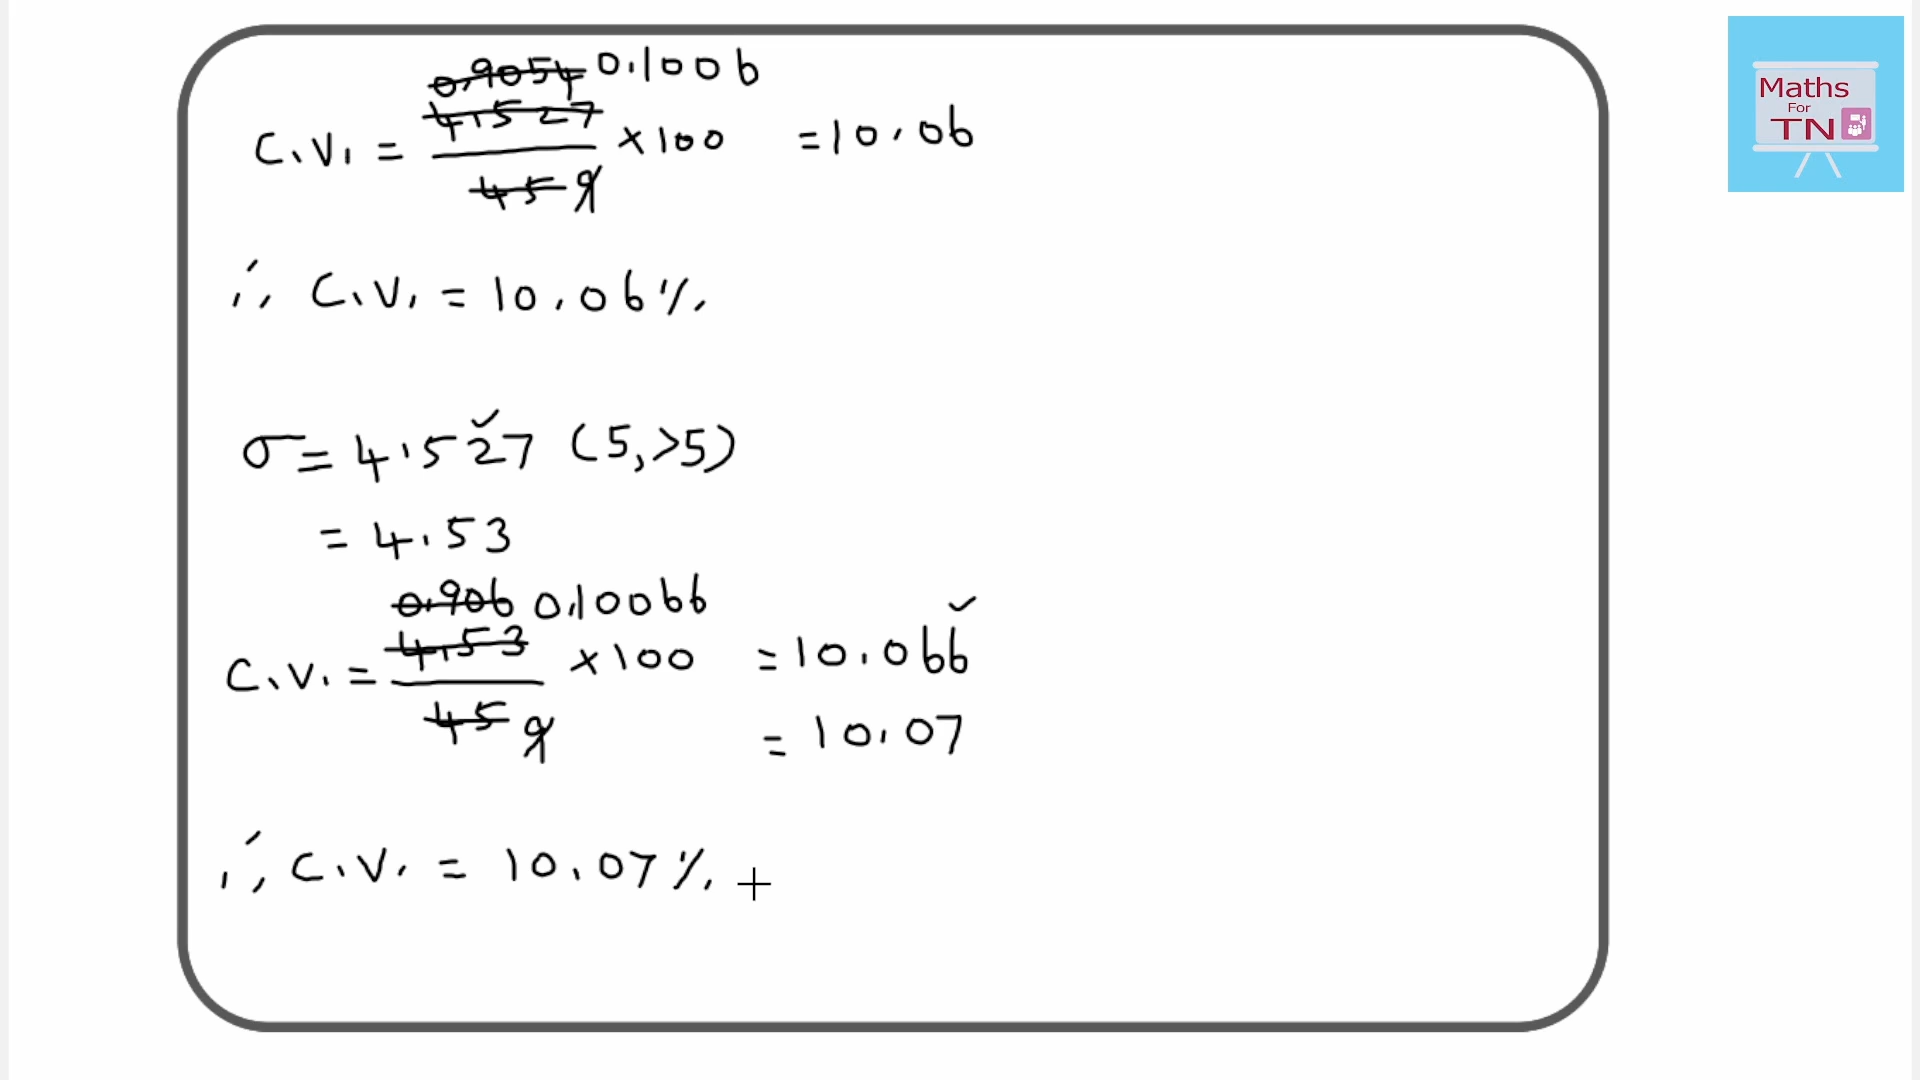 0.9054 0.1006
C.V. = 4.527 × 100 = 10.06
45 9
∴ C.V. = 10.06%
σ = 4.527 (5,>5)
= 4.53
0.906 0.10066
C.V. = 4.53 × 100 = 10.066
45 9
= 10.07
∴ C.V. = 10.07%
Maths
For
TN